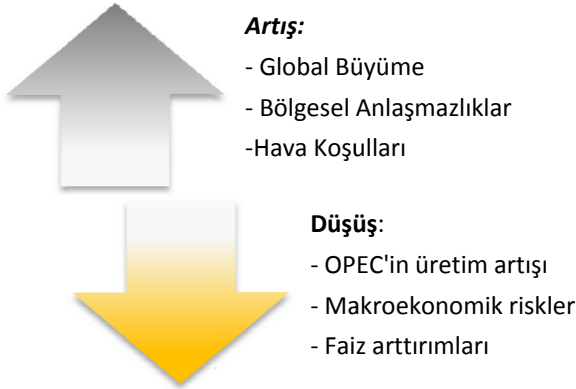 Artış:
- Global Büyüme
- Bölgesel Anlaşmazlıklar
-Hava Koşulları
Düşüş:
- OPEC'in üretim artışı
- Makroekonomik riskler
- Faiz arttırımları